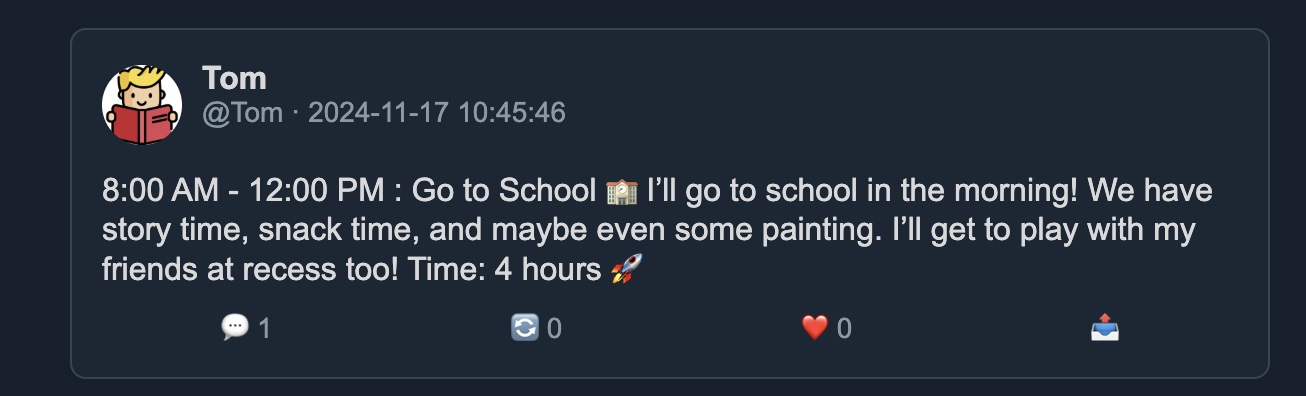 Tom
@Tom · 2024-11-17 10:45:46
8:00 AM - 12:00 PM : Go to School 🏫 I’ll go to school in the morning! We have
story time, snack time, and maybe even some painting. I’ll get to play with my
friends at recess too! Time: 4 hours 🚀
💬 1 🔄 0 ❤️ 0 📤